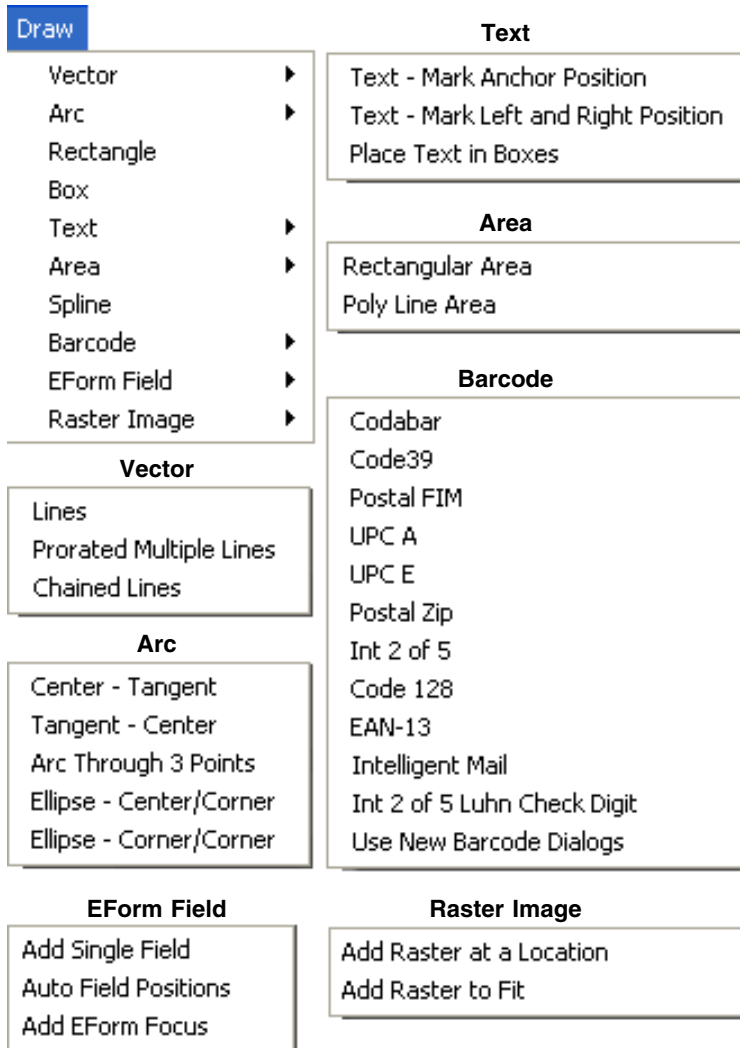 Draw
Vector
Arc
Rectangle
Box
Text
Area
Spline
Barcode
EForm Field
Raster Image
Vector
Lines
Prorated Multiple Lines
Chained Lines
Arc
Center - Tangent
Tangent - Center
Arc Through 3 Points
Ellipse - Center/Corner
Ellipse - Corner/Corner
EForm Field
Add Single Field
Auto Field Positions
Add EForm Focus
Text
Text - Mark Anchor Position
Text - Mark Left and Right Position
Place Text in Boxes
Area
Rectangular Area
Poly Line Area
Barcode
Codabar
Code39
Postal FIM
UPC A
UPC E
Postal Zip
Int 2 of 5
Code 128
EAN-13
Intelligent Mail
Int 2 of 5 Luhn Check Digit
Use New Barcode Dialogs
Raster Image
Add Raster at a Location
Add Raster to Fit